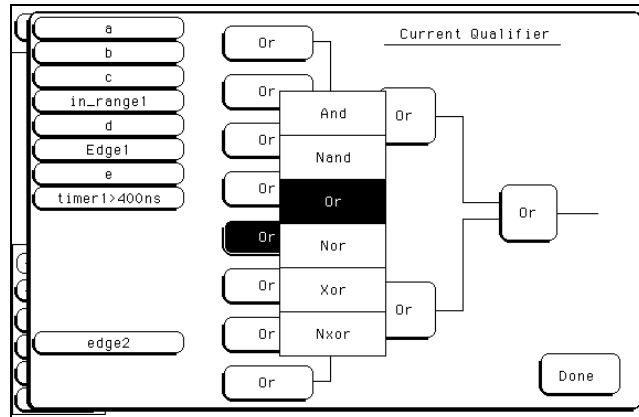 a
b
c
in_range1
d
Edge1
e
timer1>400ns
edge2
Or
Or
Or
Or
Or
Or
Or
Or
And
Nand
Or
Nor
Xor
Nxor
Or
Or
Or
Current Qualifier
Done